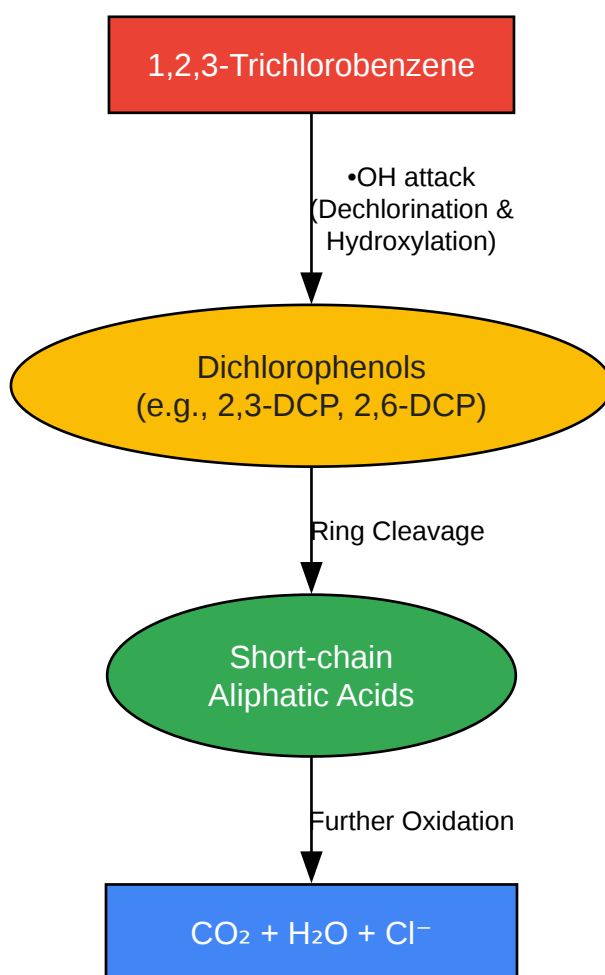 1,2,3-Trichlorobenzene
•OH attack
(Dechlorination &
Hydroxylation)
Dichlorophenols
(e.g., 2,3-DCP, 2,6-DCP)
Ring Cleavage
Short-chain
Aliphatic Acids
Further Oxidation
CO₂ + H₂O + Cl⁻